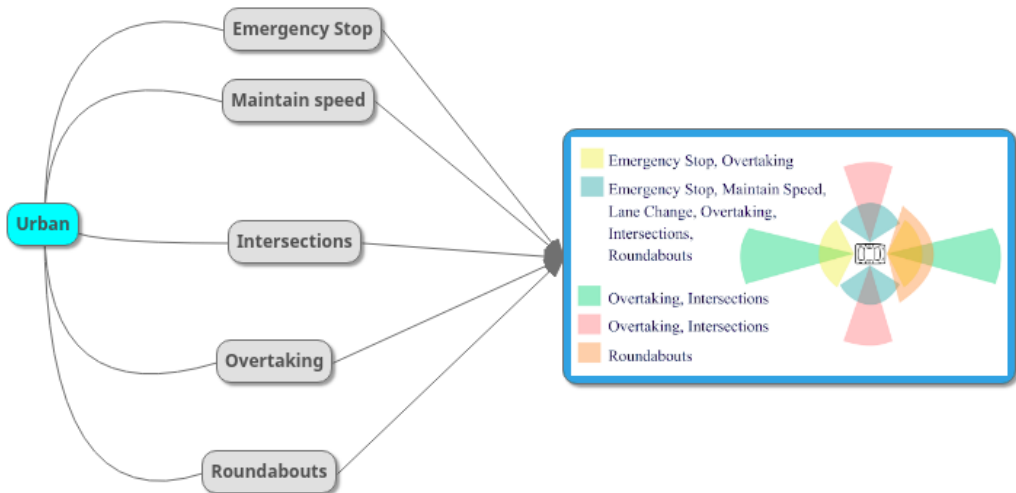 Emergency Stop
Maintain speed
Urban
Intersections
Overtaking
Roundabouts
Emergency Stop, Overtaking
Emergency Stop, Maintain Speed,
Lane Change, Overtaking,
Intersections,
Roundabouts
Overtaking, Intersections
Overtaking, Intersections
Roundabouts